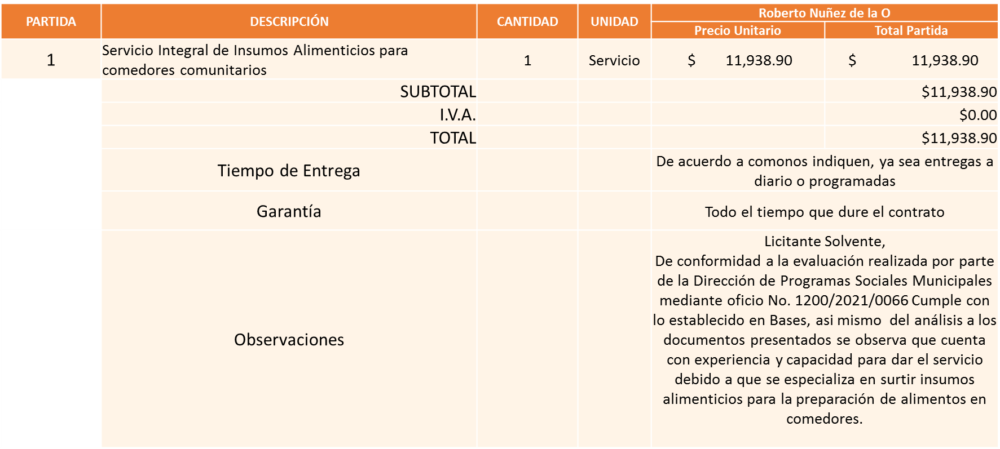 PARTIDA DESCRIPCIÓN CANTIDAD UNIDAD Roberto Nuñez de la O
Precio Unitario Total Partida
1 Servicio Integral de Insumos Alimenticios para
comedores comunitarios 1 Servicio $ 11,938.90 $ 11,938.90
SUBTOTAL $11,938.90
I.V.A. $0.00
TOTAL $11,938.90
Tiempo de Entrega De acuerdo a comonos indiquen, ya sea entregas a
diario o programadas
Garantía Todo el tiempo que dure el contrato
Observaciones
Licitante Solvente,
De conformidad a la evaluación realizada por parte
de la Dirección de Programas Sociales Municipales
mediante oficio No. 1200/2021/0066 Cumple con
lo establecido en Bases, asi mismo  del análisis a los
documentos presentados se observa que cuenta
con experiencia y capacidad para dar el servicio
debido a que se especializa en surtir insumos
alimenticios para la preparación de alimentos en
comedores.